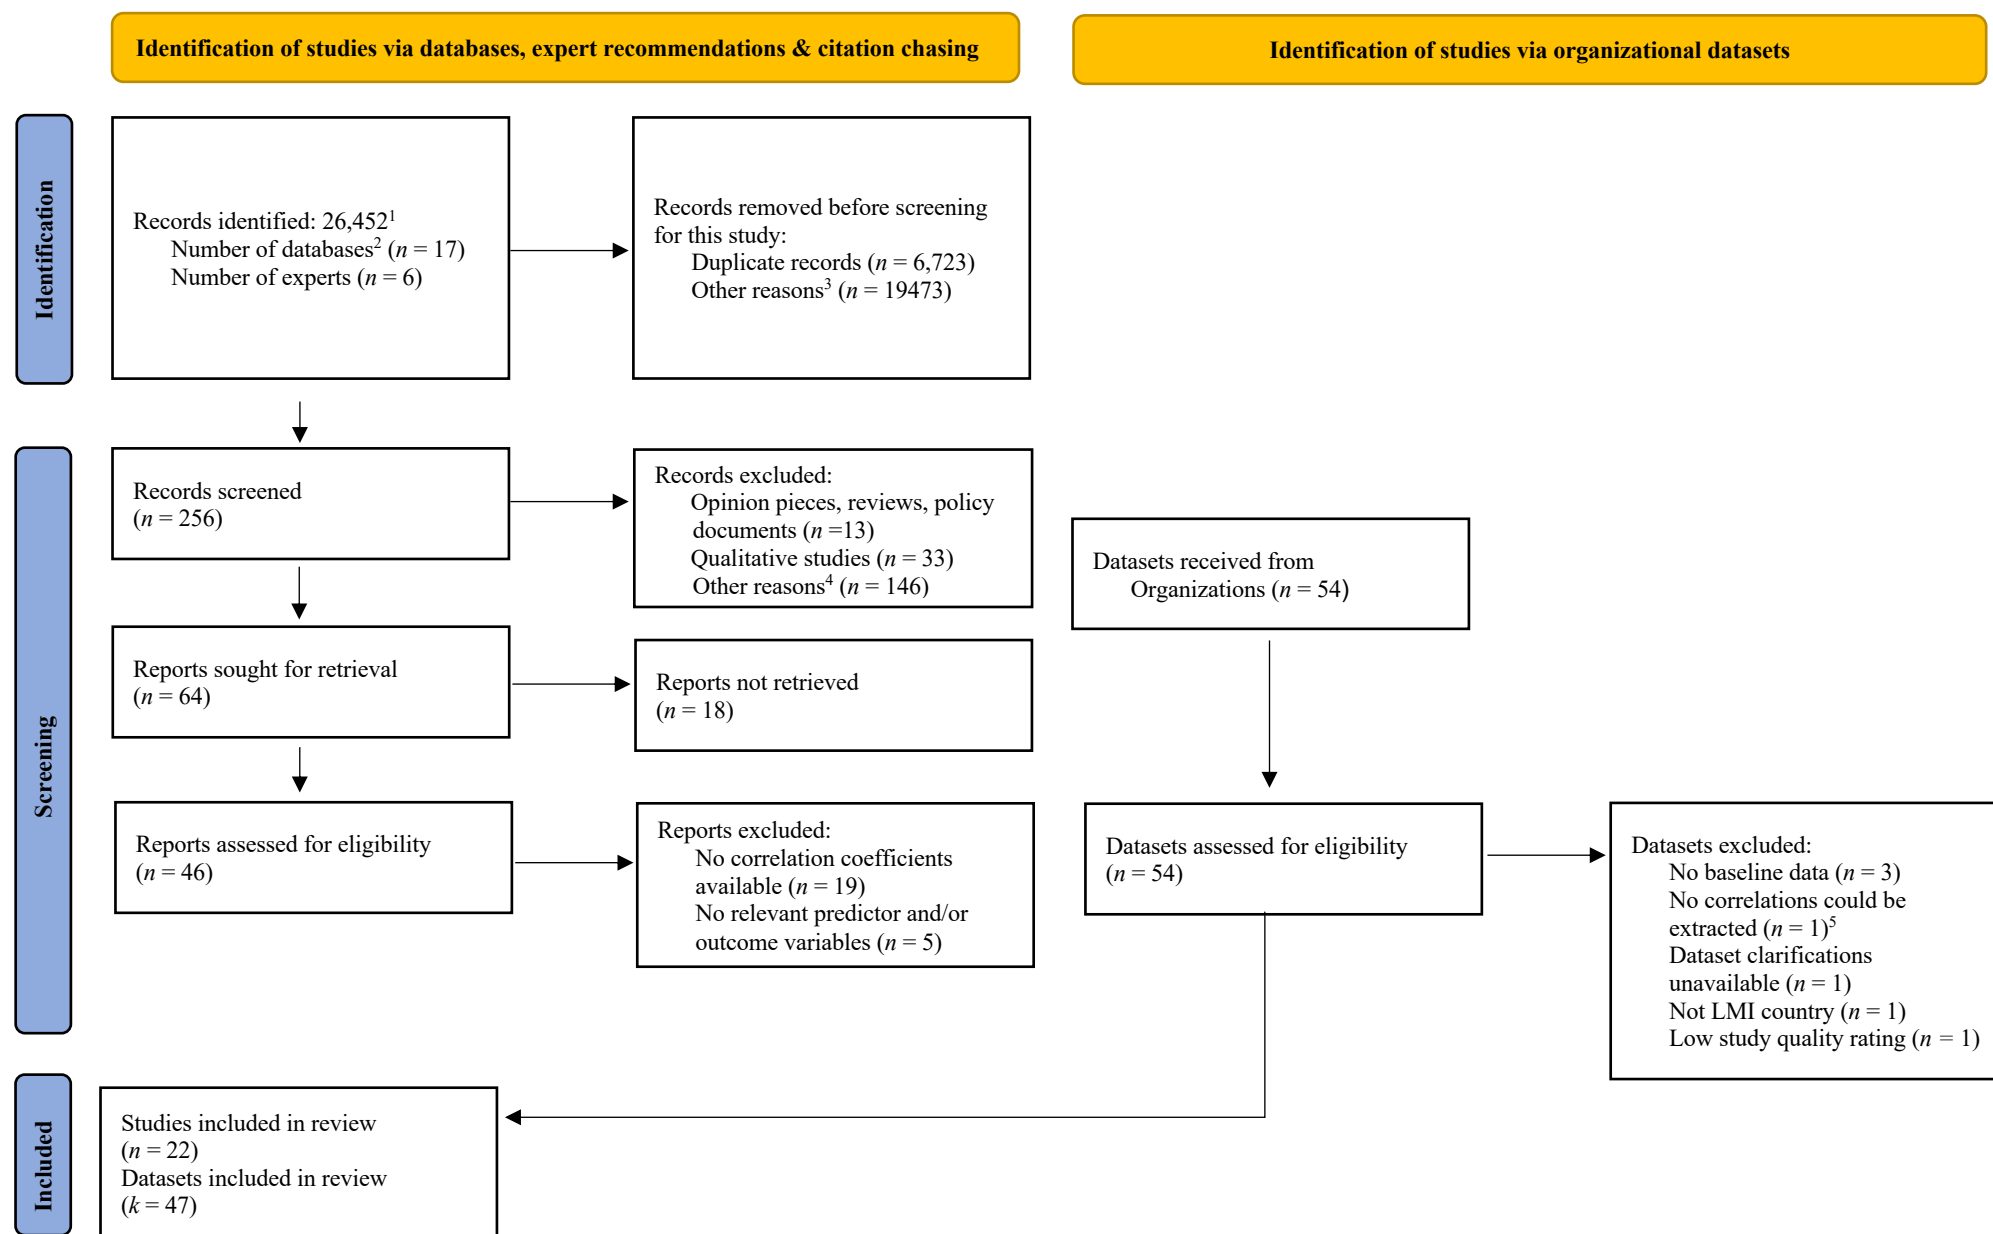 Identification of studies via databases, expert recommendations & citation chasing
Identification of studies via organizational datasets
Identification
Records identified: 26,452¹
Number of databases² (n = 17)
Number of experts (n = 6)
Records removed before screening
for this study:
Duplicate records (n = 6,723)
Other reasons³ (n = 19473)
Screening
Records screened
(n = 256)
Records excluded:
Opinion pieces, reviews, policy
documents (n =13)
Qualitative studies (n = 33)
Other reasons⁴ (n = 146)
Datasets received from
Organizations (n = 54)
Reports sought for retrieval
(n = 64)
Reports not retrieved
(n = 18)
Reports assessed for eligibility
(n = 46)
Reports excluded:
No correlation coefficients
available (n = 19)
No relevant predictor and/or
outcome variables (n = 5)
Datasets assessed for eligibility
(n = 54)
Datasets excluded:
No baseline data (n = 3)
No correlations could be
extracted (n = 1)⁵
Dataset clarifications
unavailable (n = 1)
Not LMI country (n = 1)
Low study quality rating (n = 1)
Included
Studies included in review
(n = 22)
Datasets included in review
(k = 47)